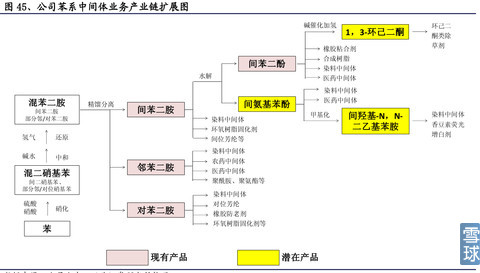 图 45、公司苯系中间体业务产业链扩展图
碱催化加氢
1，3-环己二酮
环己二
酮类除
草剂
间苯二酚
橡胶粘合剂
合成树脂
染料中间体
医药中间体
水解
间氨基苯酚
染料中间体
医药中间体
甲基化
间羟基-N，N-
二乙基苯胺
染料中间体
香豆素荧光
增白剂
混苯二胺
间苯二胺
部分邻/对苯二胺
精馏分离
间苯二胺
染料中间体
环氧树脂固化剂
间位芳纶等
氢气
还原
碱水
中和
邻苯二胺
染料中间体
农药中间体
医药中间体
聚酰胺、聚氨酯等
混二硝基苯
间二硝基苯、
部分邻/对位硝基苯
硫酸
硝酸
硝化
苯
对苯二胺
染料中间体
对位芳纶
橡胶防老剂
环氧树脂固化剂等
现有产品
潜在产品
雪球